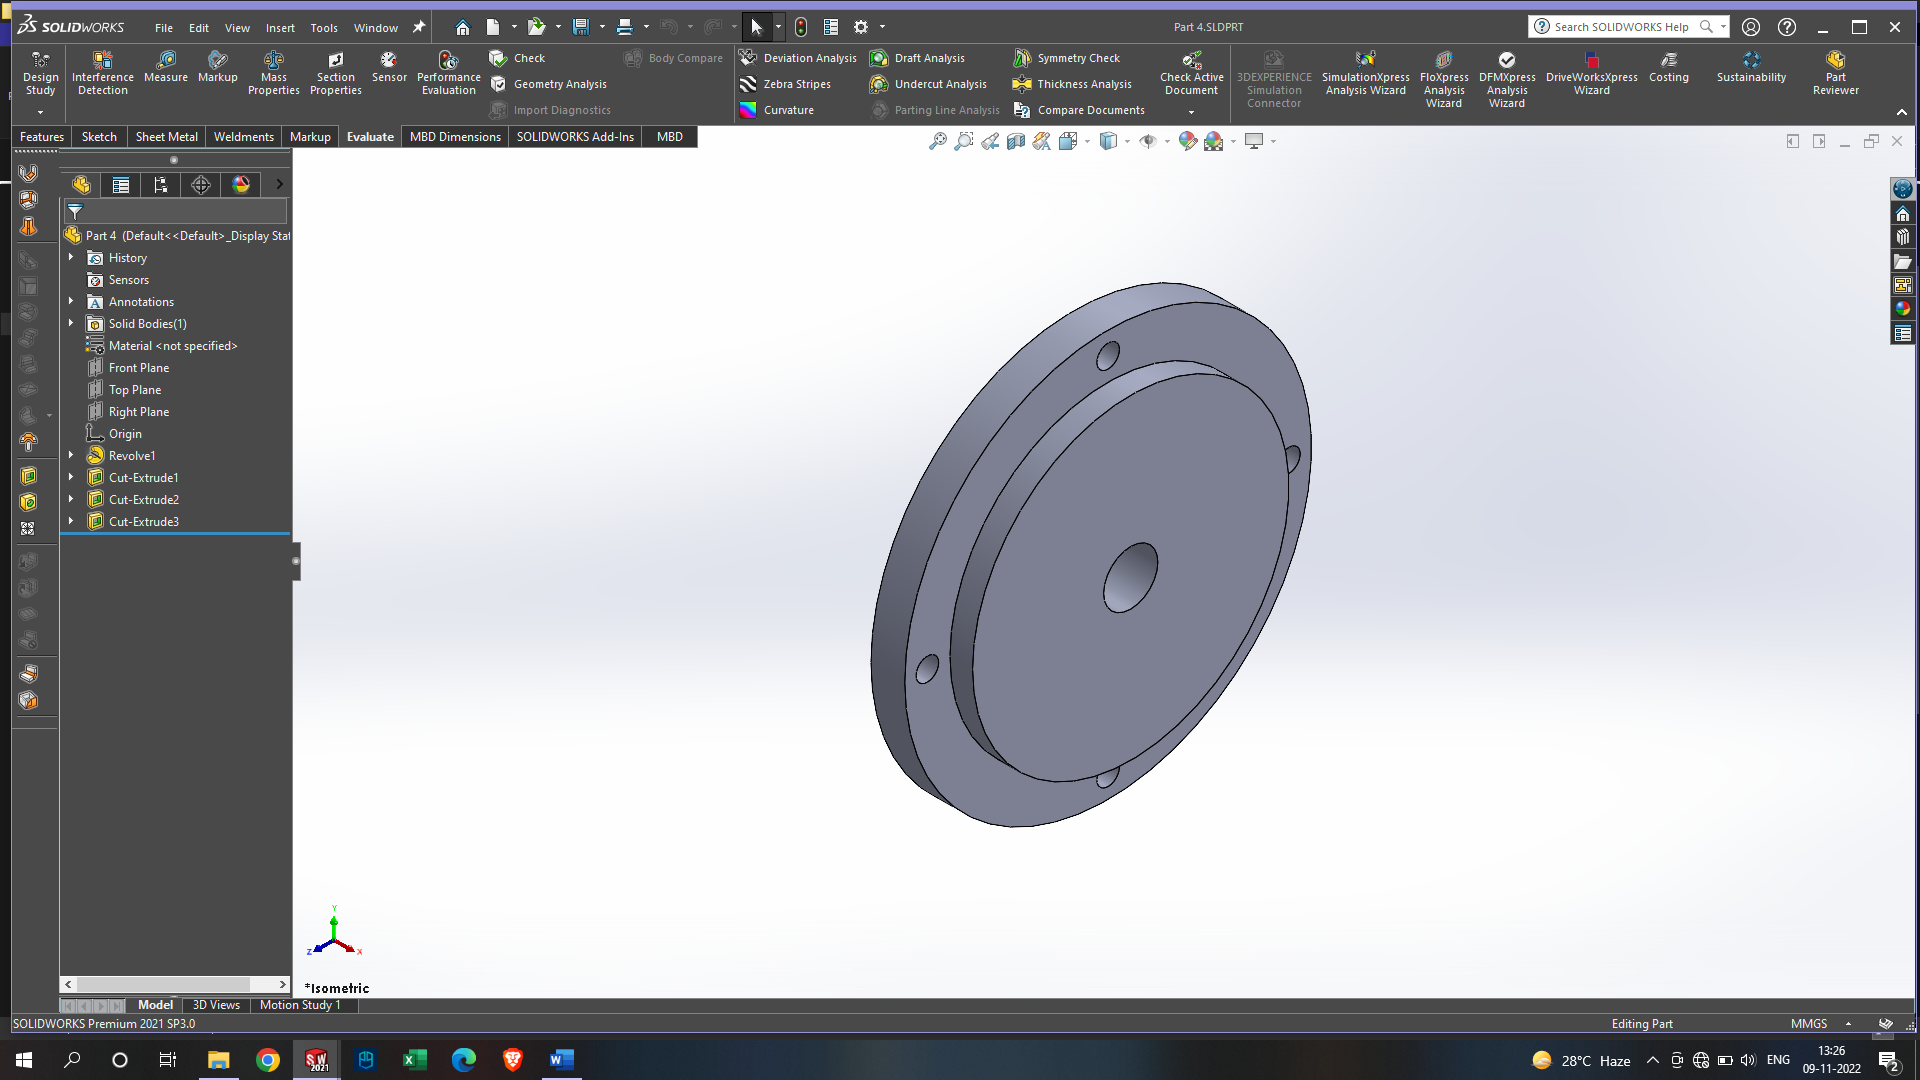 SOLIDWORKS File Edit View Insert Tools Window Part 4.SLDPRT Search SOLIDWORKS Help
Design Study
Interference Detection
Measure
Markup
Mass Properties
Section Properties
Sensor
Performance Evaluation
Check
Geometry Analysis
Import Diagnostics
Body Compare
Deviation Analysis
Zebra Stripes
Curvature
Draft Analysis
Undercut Analysis
Parting Line Analysis
Symmetry Check
Thickness Analysis
Compare Documents
Check Active Document
3DEXPERIENCE Simulation Connector
SimulationXpress Analysis Wizard
FloXpress Analysis Wizard
DFMXpress Analysis Wizard
DriveWorksXpress Wizard
Costing
Sustainability
Part Reviewer
Features Sketch Sheet Metal Weldments Markup Evaluate MBD Dimensions SOLIDWORKS Add-Ins MBD
Part 4 (Default<<Default>_Display Stat
History
Sensors
Annotations
Solid Bodies(1)
Material <not specified>
Front Plane
Top Plane
Right Plane
Origin
Revolve1
Cut-Extrude1
Cut-Extrude2
Cut-Extrude3
Y
Z X
*Isometric
Model 3D Views Motion Study 1
SOLIDWORKS Premium 2021 SP3.0 Editing Part MMGS
28°C Haze ENG 13:26
09-11-2022
2